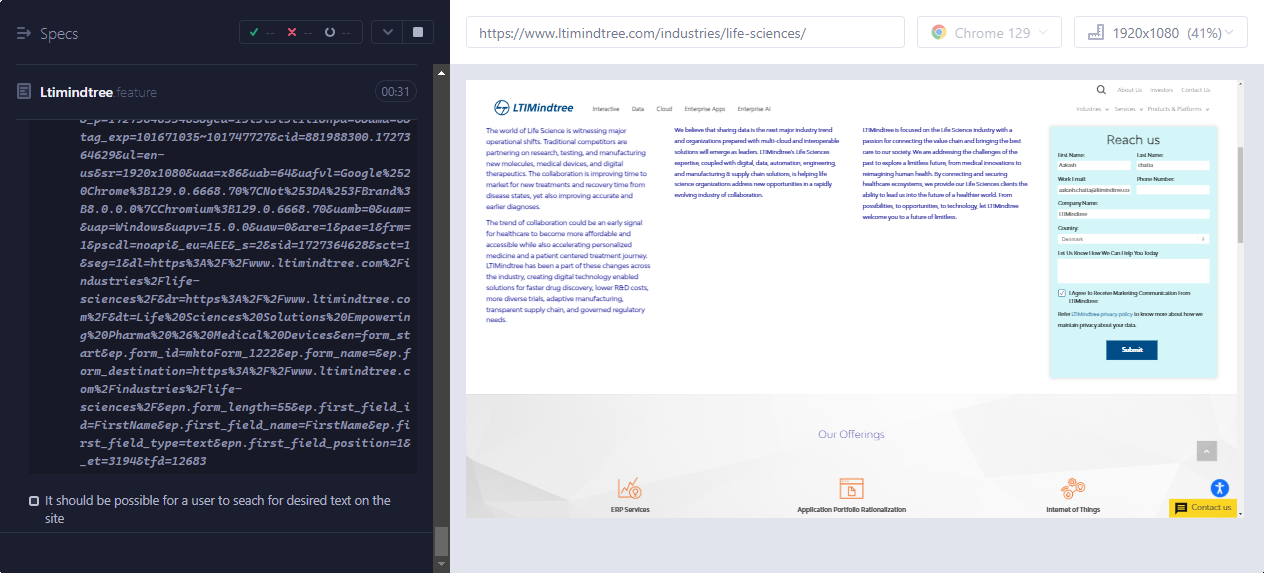 Specs
-- -- --
Ltimindtree.feature
00:31
tag_exp=101671035~101747727&cid=881988300.17273
64629&ul=en-
us&sr=1920x1080&uaa=x86&uab=64&uafvl=Google%2520
0Chrome%3B129.0.6668.70%7CNot%253DA%253FBrand%3
B8.0.0.0%7CChromium%3B129.0.6668.70&uamb=0&uam=
&uap=Windows&uapv=15.0.0&uaw=0&are=1&pae=1&frm=
1&pscdl=noapi&_eu=AEE&_s=2&sid=1727364628&sct=1
&seg=1&dl=https%3A%2F%2Fwww.ltimindtree.com%2Fi
ndustries%2Flife-
sciences%2F&dr=https%3A%2F%2Fwww.ltimindtree.co
m%2F&dt=Life%20Sciences%20Solutions%20Empowerin
g%20Pharma%20%26%20Medical%20Devices&en=form_st
art&ep.form_id=mktoForm_1222&ep.form_name=&ep.f
orm_destination=https%3A%2F%2Fwww.ltimindtree.c
om%2Findustries%2Flife-
sciences%2F&epn.form_length=55&ep.first_field_i
d=FirstName&ep.first_field_name=FirstName&ep.fi
rst_field_type=text&epn.first_field_position=1&
_et=3194&tfd=12683
It should be possible for a user to seach for desired text on the
site
https://www.ltimindtree.com/industries/life-sciences/
Chrome 129
1920x1080 (41%)
About Us Investors Contact Us
LTIMindtree
Interactive Data Cloud Enterprise Apps Enterprise AI
Industries Services Products & Platforms
The world of Life Science is witnessing major
operational shifts. Traditional competitors are
partnering on research, testing, and manufacturing
new molecules, medical devices, and digital
therapeutics. The collaboration is improving time to
market for new treatments and recovery time from
disease states, yet also improving accurate and
earlier diagnoses.
The trend of collaboration could be an early signal
for healthcare to become more affordable and
accessible while also accelerating personalized
medicine and a patient centered treatment journey.
LTIMindtree has been a part of these changes across
the industry, creating digital technology enabled
solutions for faster drug discovery, lower R&D costs,
more diverse trials, adaptive manufacturing,
transparent supply chain, and governed regulatory
needs.
We believe that sharing data is the next major industry trend
and organizations prepared with multi-cloud and interoperable
solutions will emerge as leaders. LTIMindtree's Life Sciences
expertise, coupled with digital, data, automation, engineering,
and manufacturing & supply chain solutions, is helping life
science organizations address new opportunities in a rapidly
evolving industry of collaboration.
LTIMindtree is focused on the Life Science industry with a
passion for connecting the value chain and bringing the best
care to our society. We are addressing the challenges of the
past to explore a limitless future, from medical innovations to
reimagining human health. By connecting and securing
healthcare ecosystems, we provide our Life Sciences clients the
ability to lead us into the future of a healthier world. From
possibilities, to opportunities, to technology, let LTIMindtree
welcome you to a future of limitless.
Reach us
First Name: Last Name:
Aakash chaila
Work Email: Phone Number:
aakash.chaila@ltimindtree.co
Company Name:
LTIMindtree
Country:
Denmark
Let Us Know How We Can Help You Today
I Agree To Receive Marketing Communication From
LTIMindtree
Refer LTIMindtree privacy policy to know more about how we
maintain privacy about your data.
Submit
Our Offerings
ERP Services
Application Portfolio Rationalization
Internet of Things
Contact us